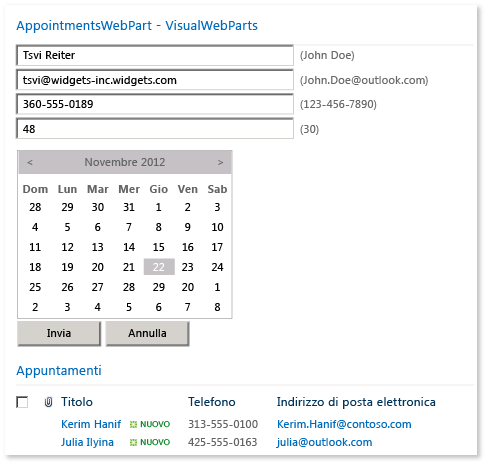 AppointmentsWebPart - VisualWebParts
Tsvi Reiter (John Doe)
tsvi@widgets-inc.widgets.com (John.Doe@outlook.com)
360-555-0189 (123-456-7890)
48 (30)
< Novembre 2012 >
Dom Lun Mar Mer Gio Ven Sab
28 29 30 31 1 2 3
4 5 6 7 8 9 10
11 12 13 14 15 16 17
18 19 20 21 22 23 24
25 26 27 28 29 20 1
2 3 4 5 6 7 8
Invia Annulla
Appuntamenti
Titolo Telefono Indirizzo di posta elettronica
Kerim Hanif NUOVO 313-555-0100 Kerim.Hanif@contoso.com
Julia Ilyina NUOVO 425-555-0163 julia@outlook.com